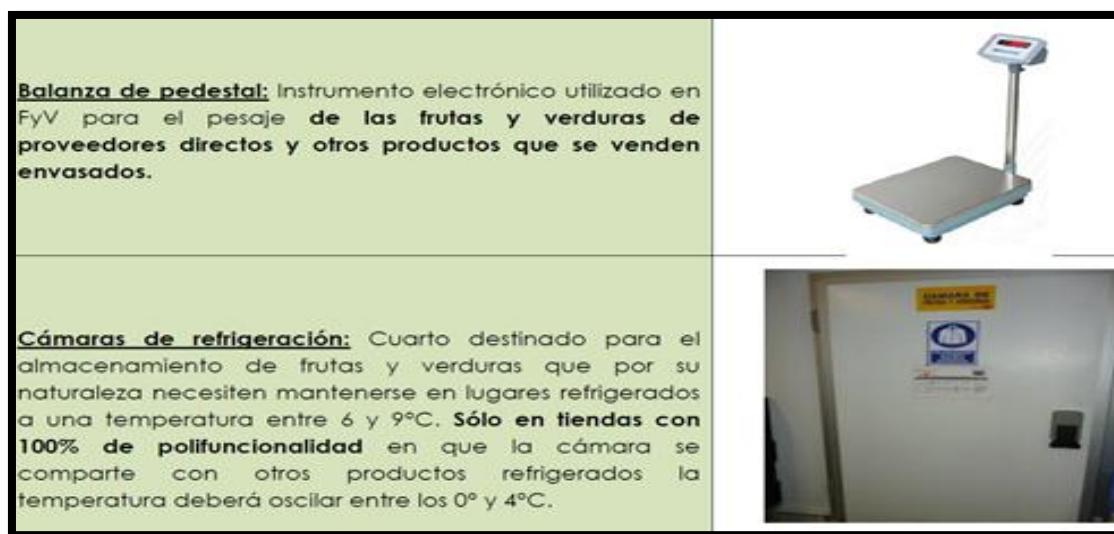 Balanza de pedestal: Instrumento electrónico utilizado en
FyV para el pesaje de las frutas y verduras de
proveedores directos y otros productos que se venden
envasados.
Cámaras de refrigeración: Cuarto destinado para el
almacenamiento de frutas y verduras que por su
naturaleza necesiten mantenerse en lugares refrigerados
a una temperatura entre 6 y 9°C. Sólo en tiendas con
100% de polifuncionalidad en que la cámara se
comparte con otros productos refrigerados la
temperatura deberá oscilar entre los 0° y 4°C.
CÁMARA DE